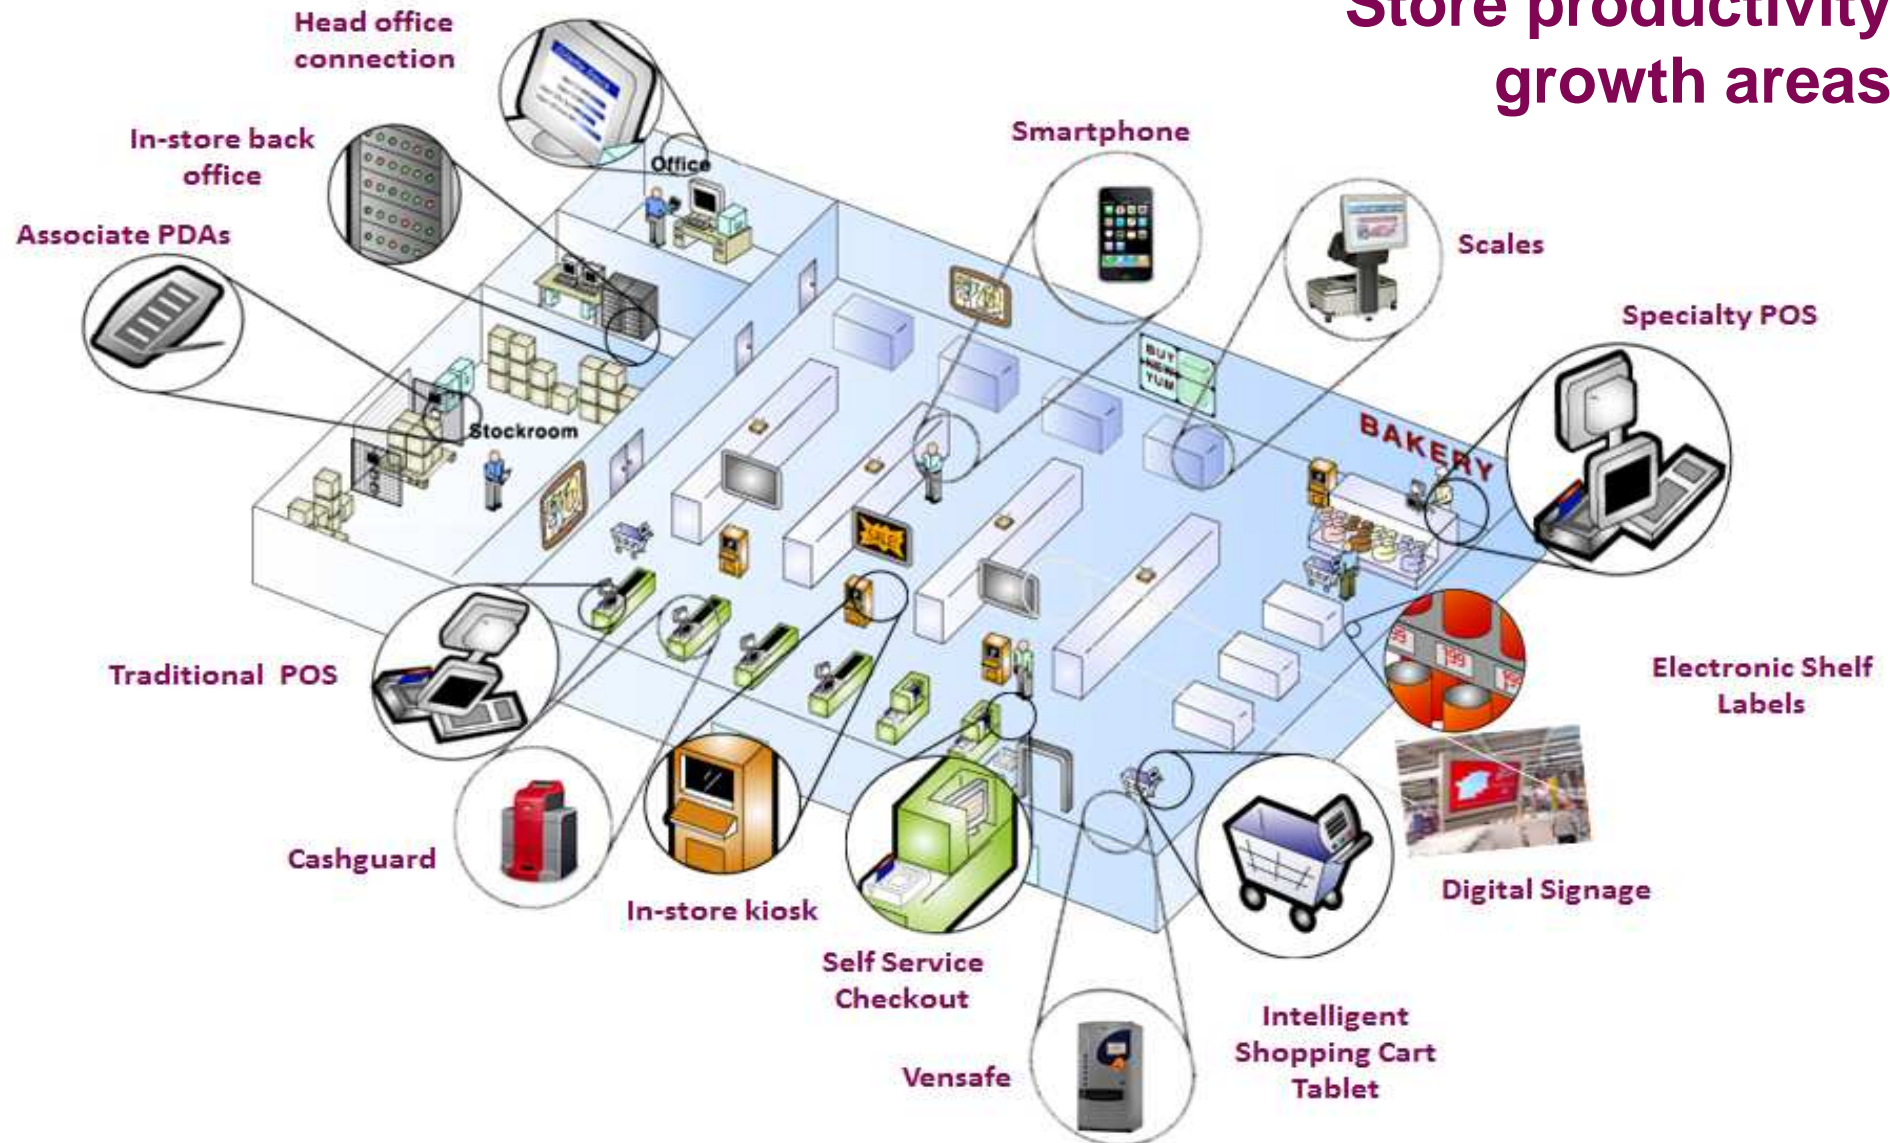 Store productivity
growth areas
Head office
connection
In-store back
office
Associate PDAs
Office
Stockroom
Smartphone
Scales
Specialty POS
BUY
NEW
YUM
BAKERY
SALE
Traditional POS
Cashguard
In-store kiosk
Self Service
Checkout
Vensafe
Intelligent
Shopping Cart
Tablet
Electronic Shelf
Labels
199
Digital Signage